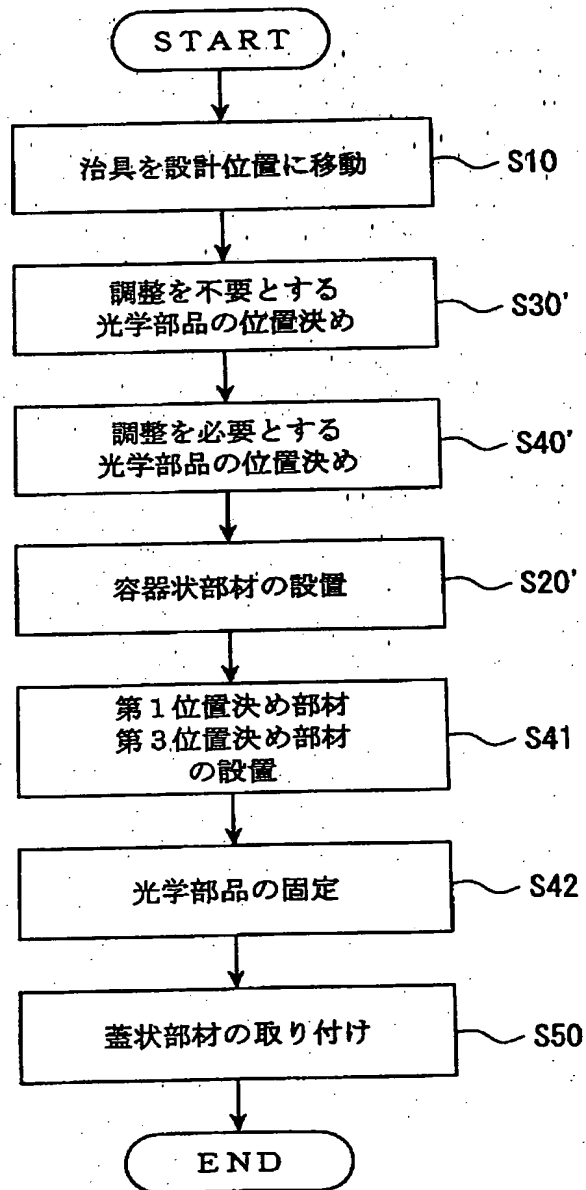 START
治具を設計位置に移動
S10
調整を不要とする
光学部品の位置決め
S30'
調整を必要とする
光学部品の位置決め
S40'
容器状部材の設置
S20'
第1位置決め部材
第3位置決め部材
の設置
S41
光学部品の固定
S42
蓋状部材の取り付け
S50
END